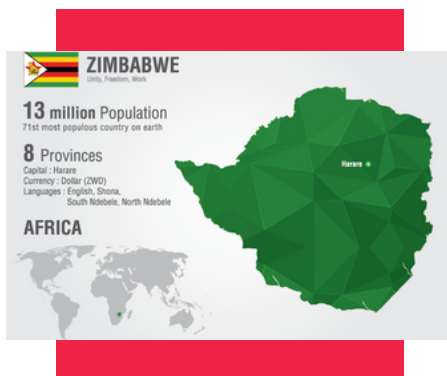 ZIMBABWE
Unity, Freedom, Work
13 million Population
71st most populous country on earth
8 Provinces
Capital : Harare
Currency : Dollar (ZWD)
Languages : English, Shona,
South Ndebele, North Ndebele
AFRICA
Harare